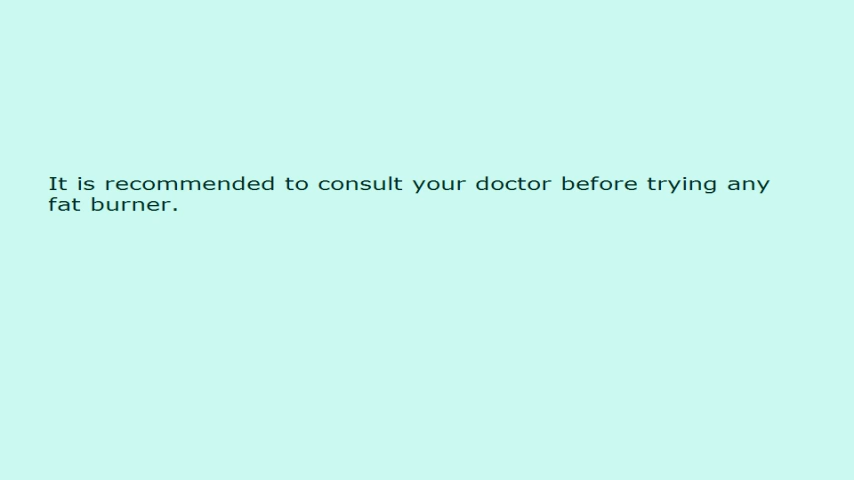 It is recommended to consult your doctor before trying any
fat burner.